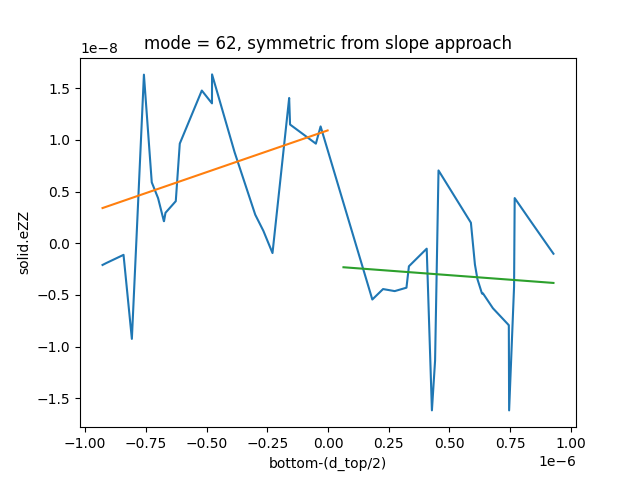 mode = 62, symmetric from slope approach
1e−8
1.5
1.0
0.5
0.0
−0.5
−1.0
−1.5
solid.eZZ
−1.00 −0.75 −0.50 −0.25 0.00 0.25 0.50 0.75 1.00
bottom-(d_top/2)
1e−6